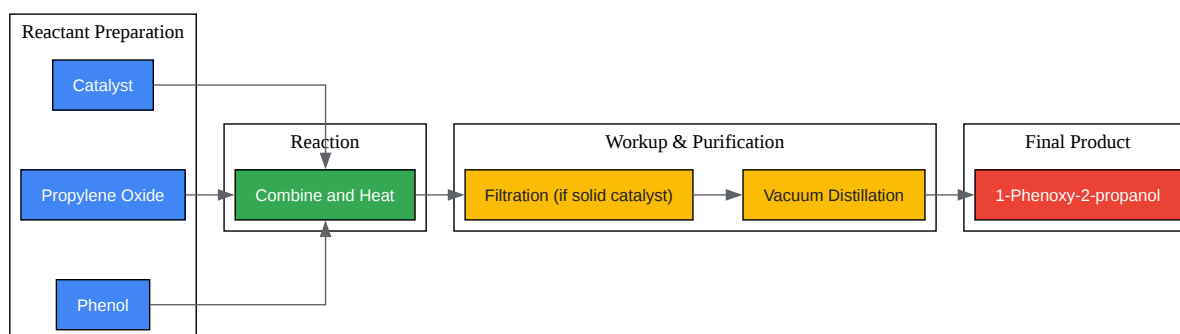 Reactant Preparation
Catalyst
Propylene Oxide
Phenol
Reaction
Combine and Heat
Workup & Purification
Filtration (if solid catalyst)
Vacuum Distillation
Final Product
1-Phenoxy-2-propanol